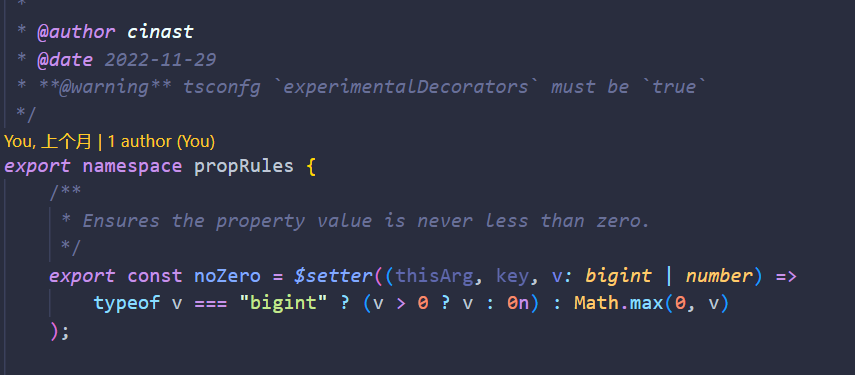 *
* @author cinast
* @date 2022-11-29
* **@warning** tsconfg `experimentalDecorators` must be `true`
*/
You, 上个月 | 1 author (You)
export namespace propRules {
/**
* Ensures the property value is never less than zero.
*/
export const noZero = $setter((thisArg, key, v: bigint | number) =>
typeof v === "bigint" ? (v > 0 ? v : 0n) : Math.max(0, v)
);